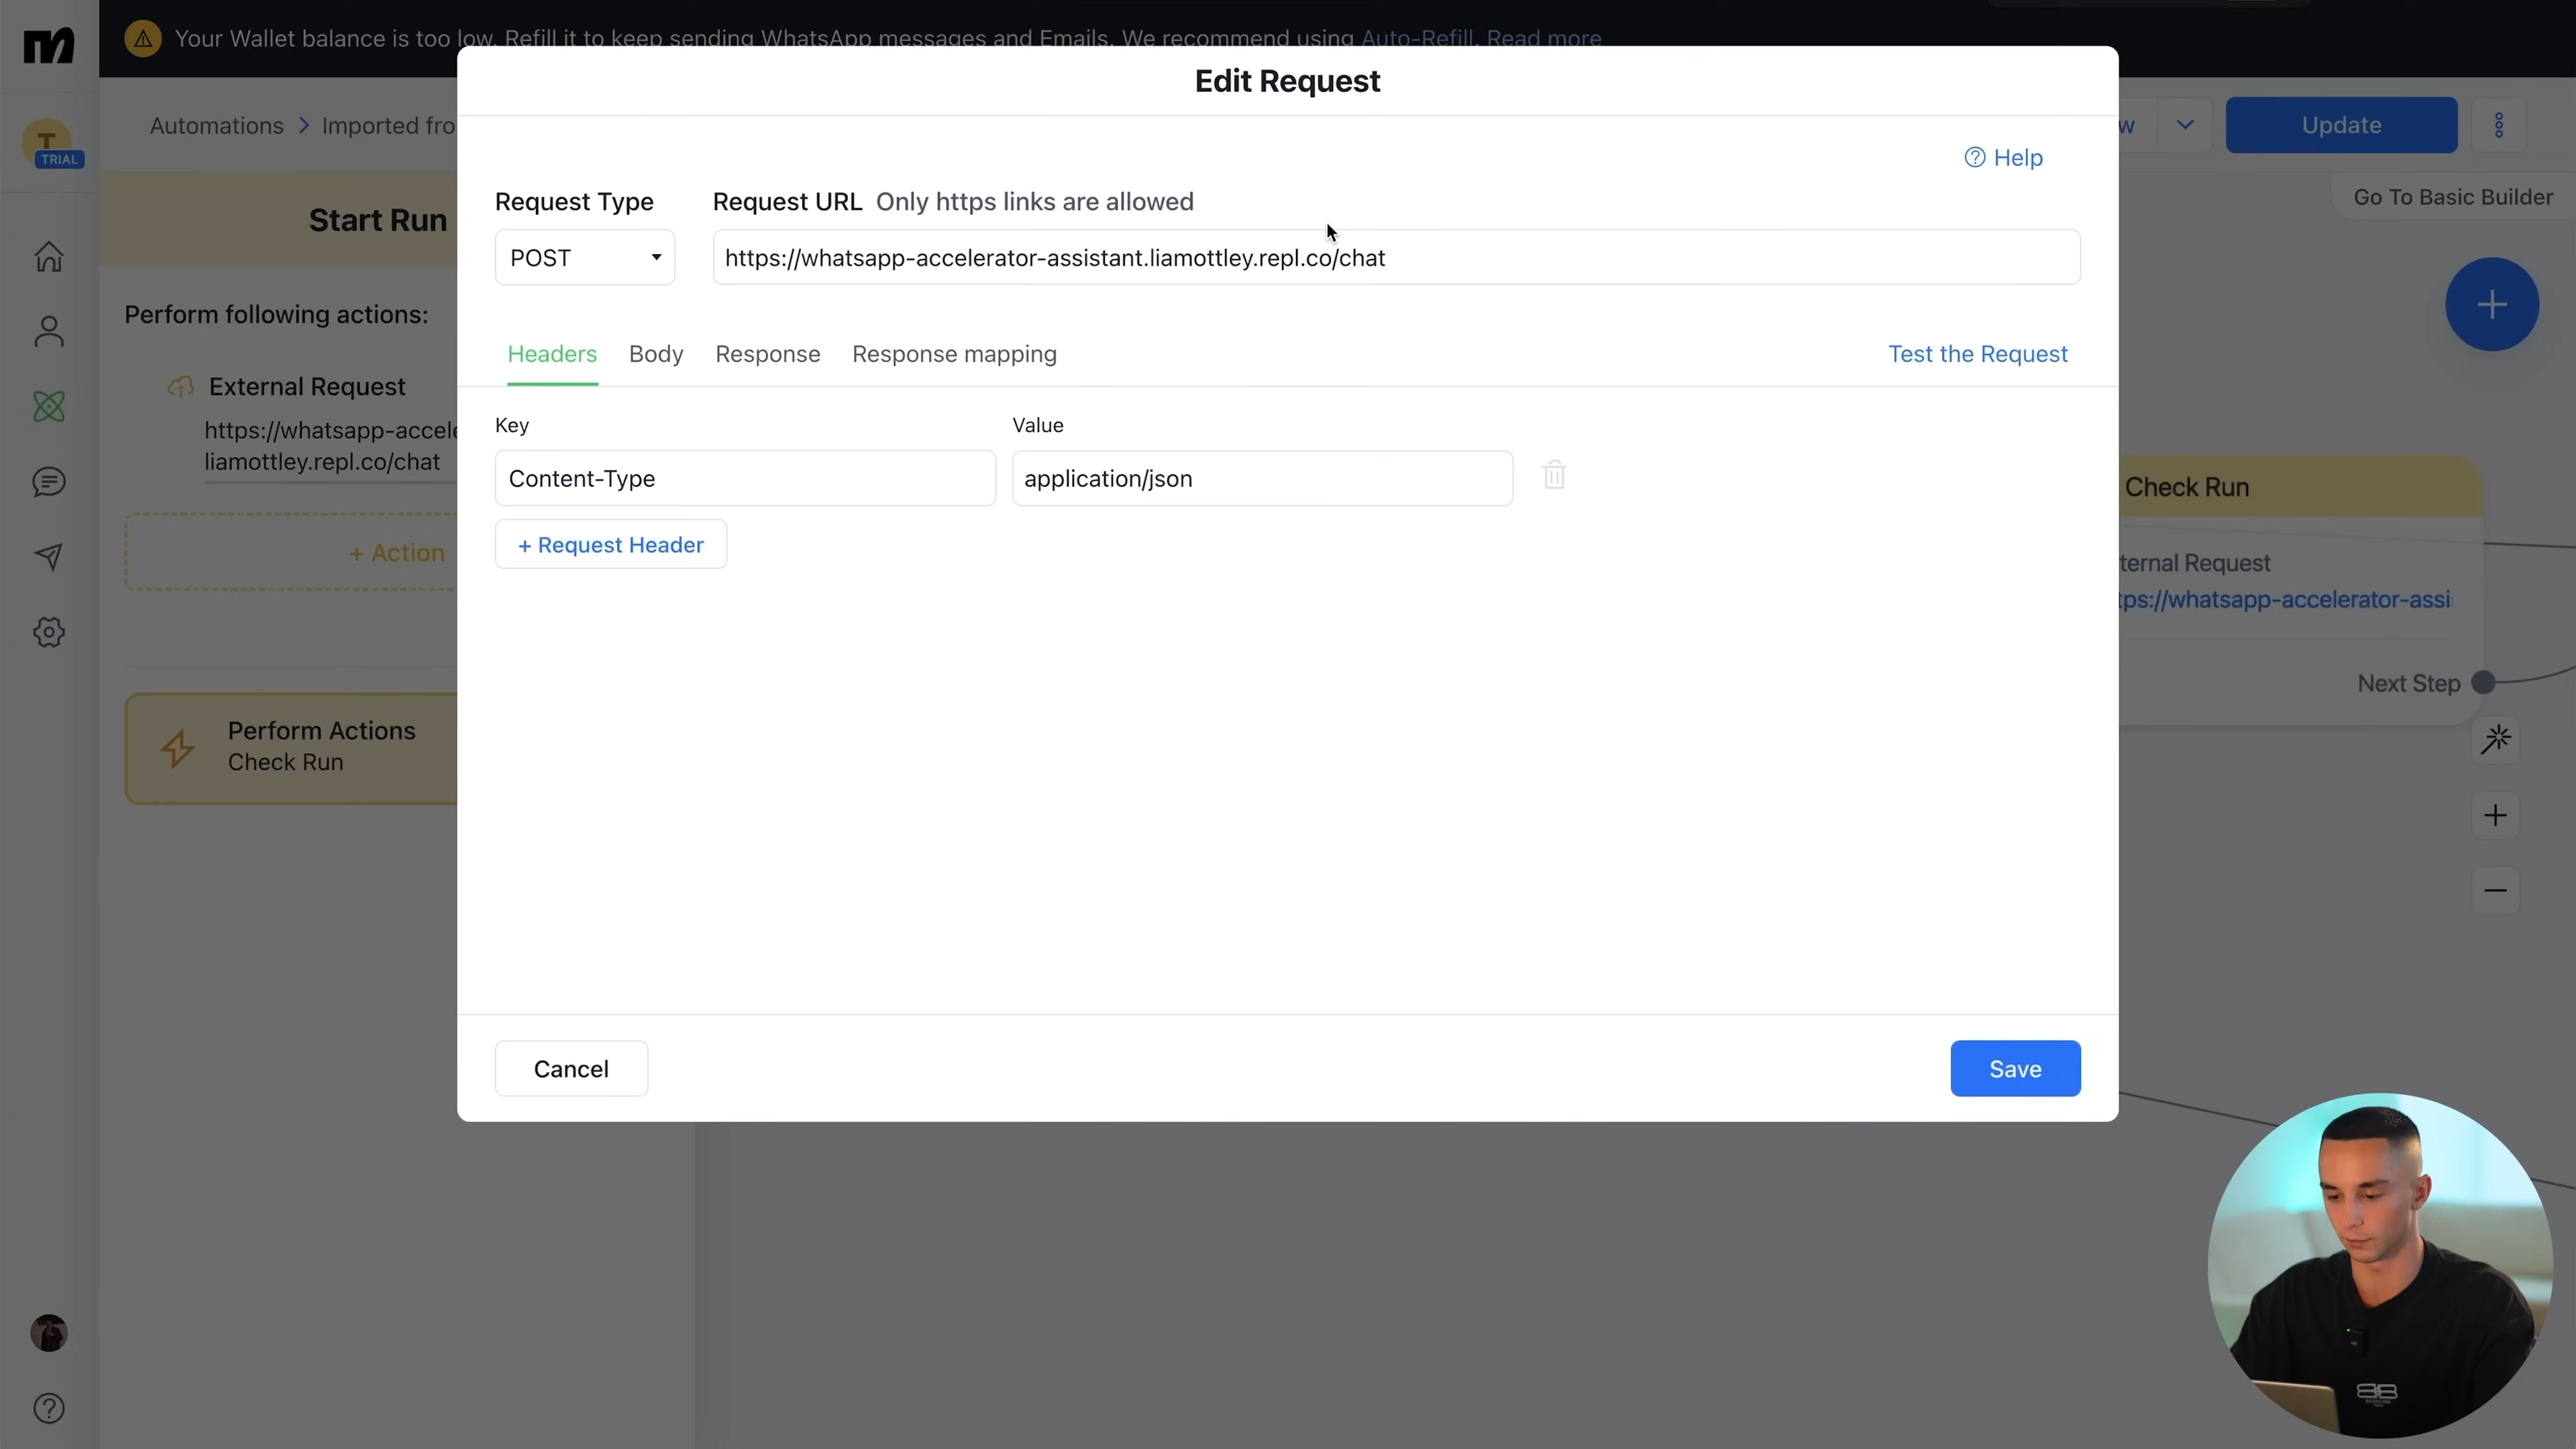 Your Wallet balance is too low. Refill it to keep sending WhatsApp messages and Emails. We recommend using Auto-Refill. Read more
Edit Request
T
TRIAL
Automations > Imported fro
w
Update
Go To Basic Builder
Help
Start Run
Request Type
Request URL Only https links are allowed
POST
https://whatsapp-accelerator-assistant.liamottley.repl.co/chat
Perform following actions:
Headers
Body
Response
Response mapping
Test the Request
External Request
https://whatsapp-accele
liamottley.repl.co/chat
Key
Value
Content-Type
application/json
+ Request Header
+ Action
Check Run
ternal Request
tps://whatsapp-accelerator-assi
Next Step
Perform Actions
Check Run
Cancel
Save